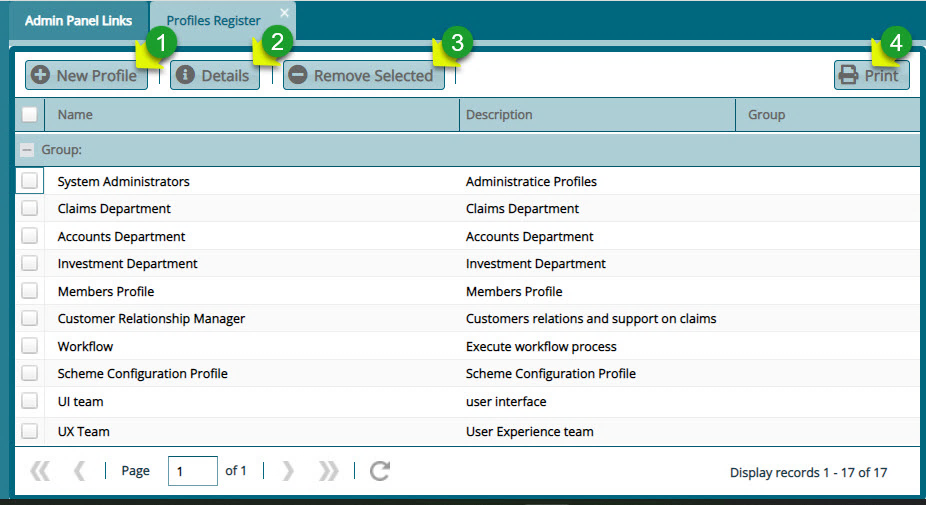 Admin Panel Links Profiles Register
1 2 3 4
New Profile Details Remove Selected Print
Name Description Group
Group:
System Administrators Administratice Profiles
Claims Department Claims Department
Accounts Department Accounts Department
Investment Department Investment Department
Members Profile Members Profile
Customer Relationship Manager Customers relations and support on claims
Workflow Execute workflow process
Scheme Configuration Profile Scheme Configuration Profile
UI team user interface
UX Team User Experience team
Page 1 of 1 Display records 1 - 17 of 17